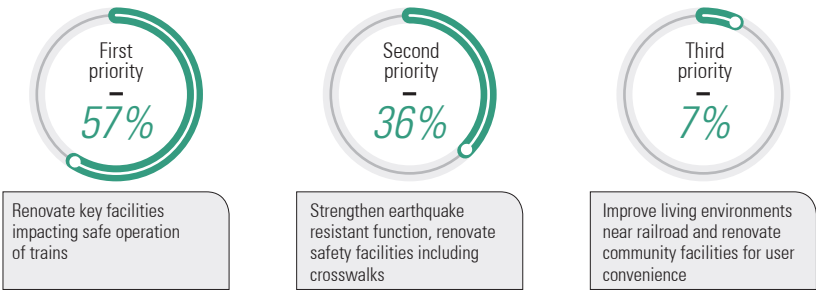 First
priority
57%
Second
priority
36%
Third
priority
7%
Renovate key facilities
impacting safe operation
of trains
Strengthen earthquake
resistant function, renovate
safety facilities including
crosswalks
Improve living environments
near railroad and renovate
community facilities for user
convenience